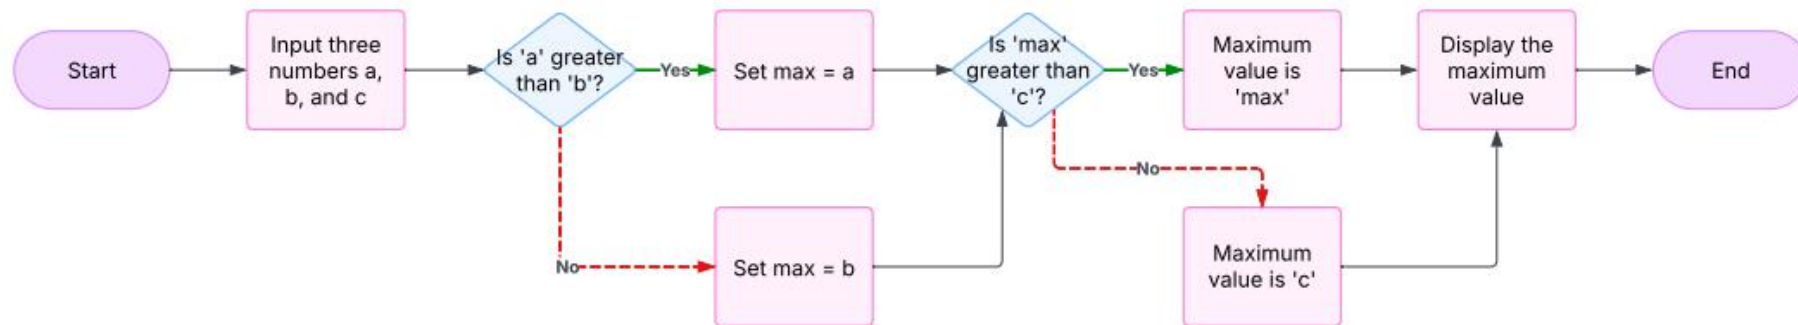 Start
Input three
numbers a,
b, and c
Is 'a' greater
than 'b'?
Yes
Set max = a
Is 'max'
greater than
'c'?
Yes
Maximum
value is
'max'
Display the
maximum
value
End
No
Set max = b
No
Maximum
value is 'c'